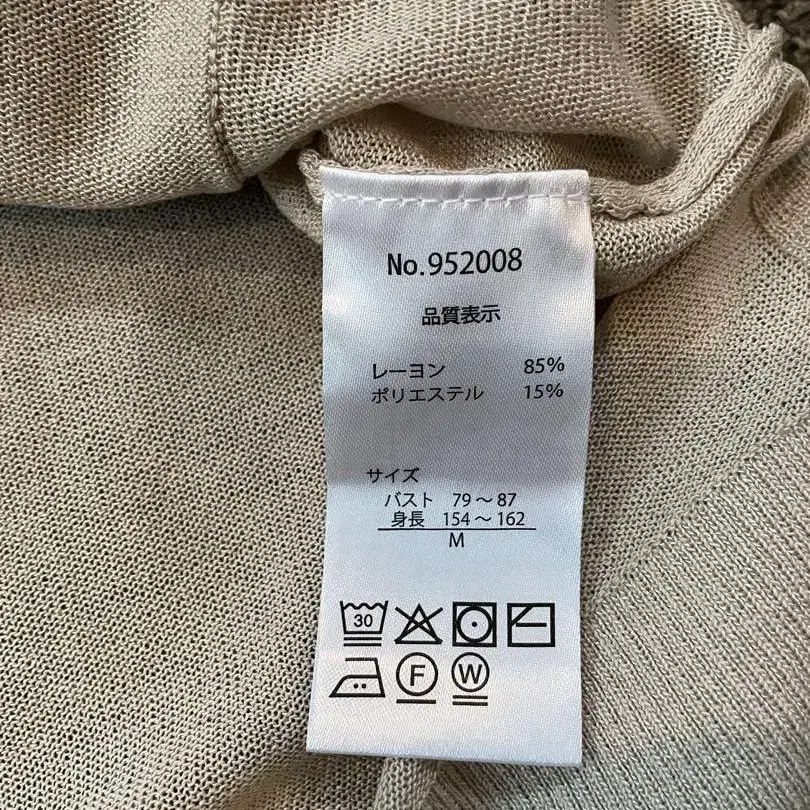 No.952008
品質表示
レーヨン 85%
ポリエステル 15%
サイズ
バスト 79〜87
身長 154〜162
M
30
F W